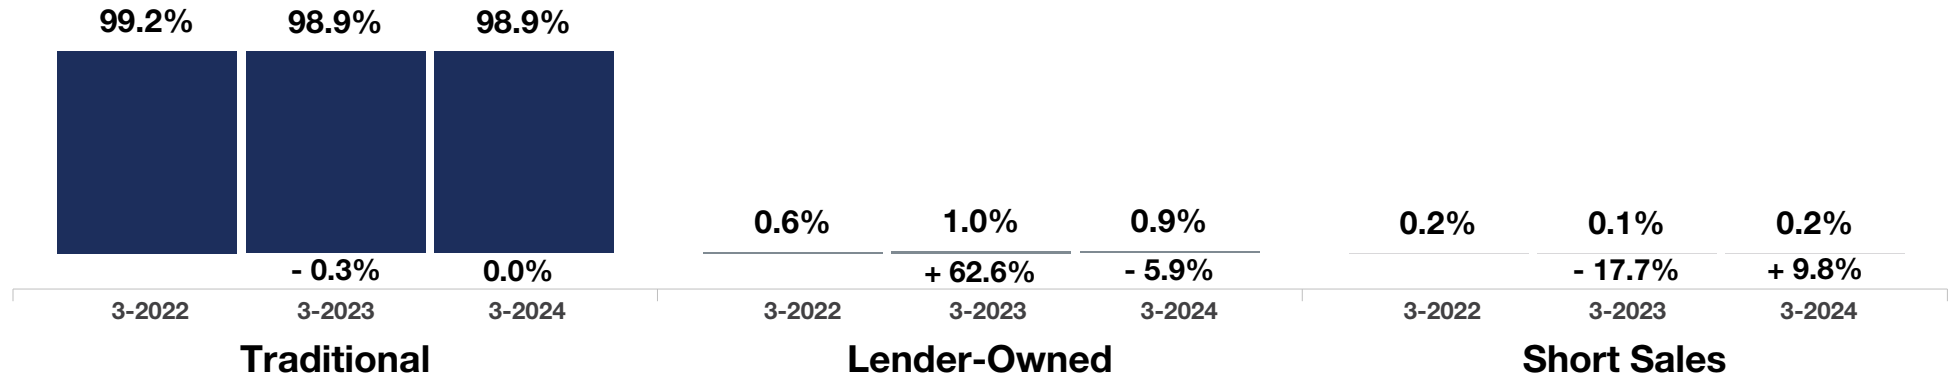 99.2% 98.9% 98.9%
0.6% 1.0% 0.9% 0.2% 0.1% 0.2%
- 0.3% 0.0% + 62.6% - 5.9% - 17.7% + 9.8%
3-2022 3-2023 3-2024 3-2022 3-2023 3-2024 3-2022 3-2023 3-2024
Traditional Lender-Owned Short Sales